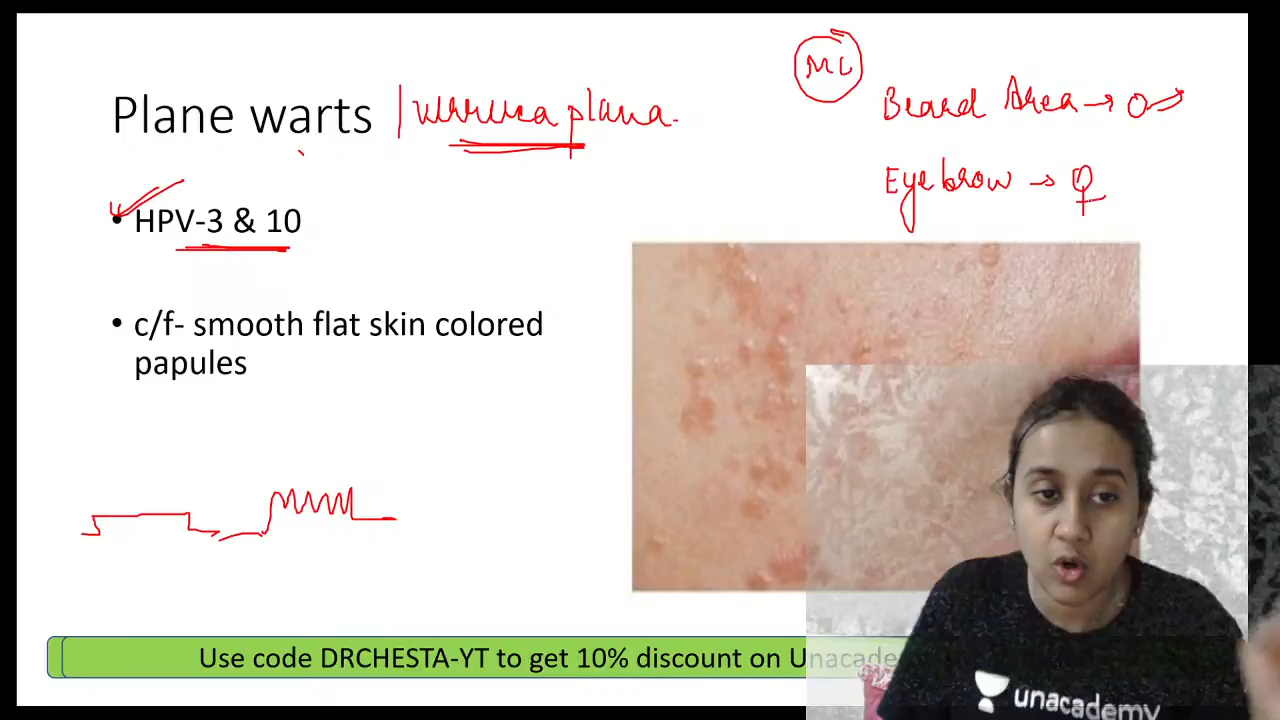 MC
Beard Area → ♂
Plane warts / verruca plana.
Eyebrow → ♀
• HPV-3 & 10
• c/f- smooth flat skin colored
papules
Use code DRCHESTA-YT to get 10% discount on Unacade
unacademy